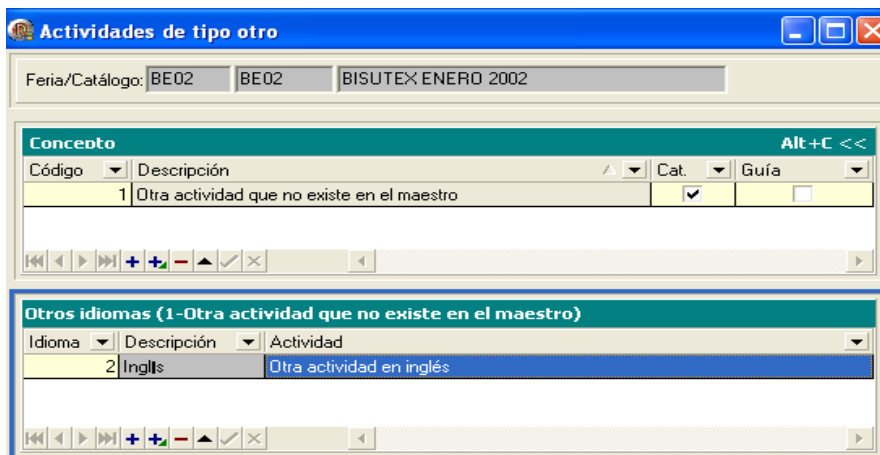 Actividades de tipo otro
Feria/Catálogo: BE02 BE02 BISUTEX ENERO 2002
Concepto Alt+C <<
Código Descripción Cat. Guía
1 Otra actividad que no existe en el maestro
Otros idiomas (1-Otra actividad que no existe en el maestro)
Idioma Descripción Actividad
2 Otra actividad en inglés